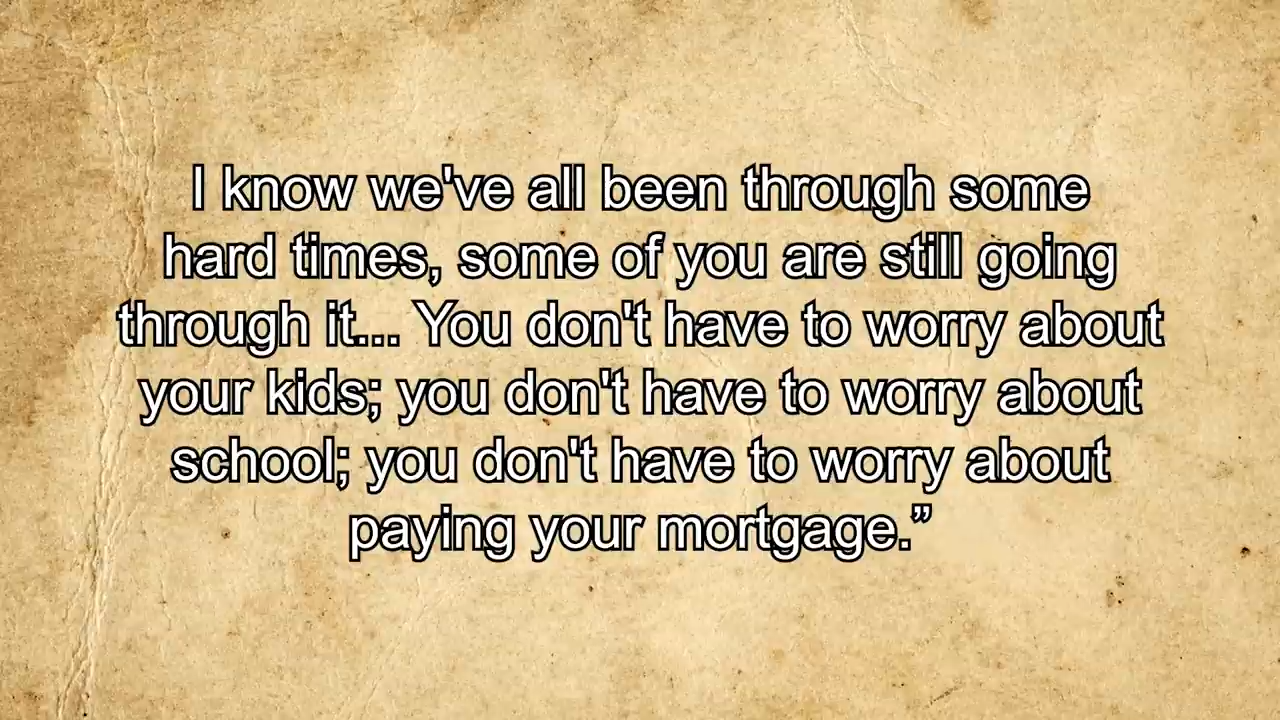 I know we've all been through some
hard times, some of you are still going
through it... You don't have to worry about
your kids; you don't have to worry about
school; you don't have to worry about
paying your mortgage.”